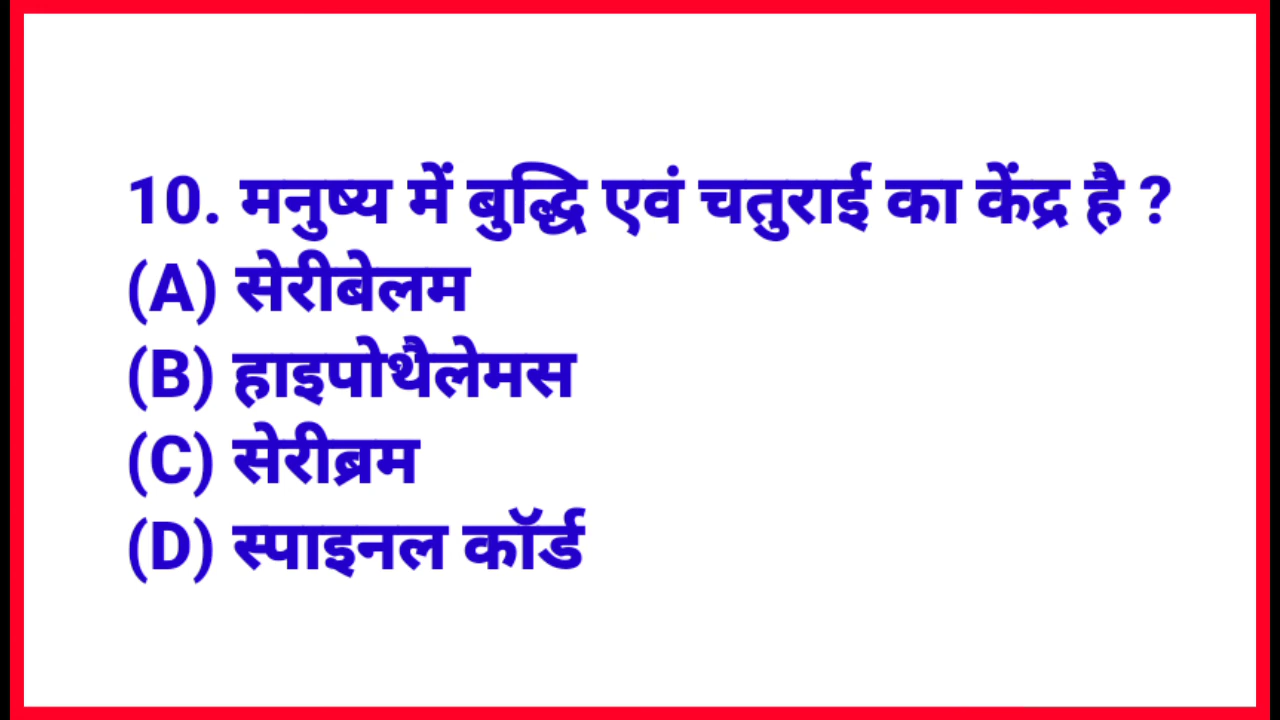 10. मनुष्य में बुद्धि एवं चतुराई का केंद्र है ?
(A) सेरीबेलम
(B) हाइपोथैलेमस
(C) सेरीब्रम
(D) स्पाइनल कॉर्ड